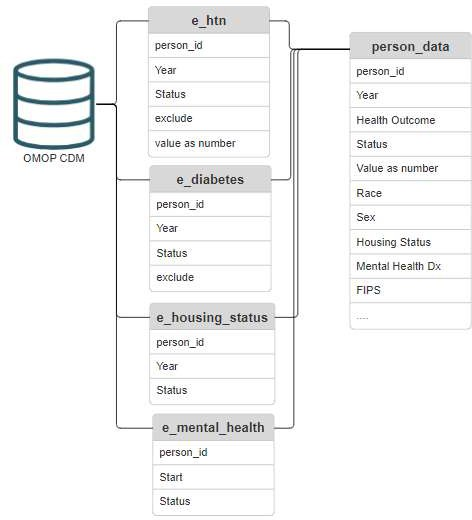 OMOP CDM
e_htn
person_id
Year
Status
exclude
value as number
e_diabetes
person_id
Year
Status
exclude
e_housing_status
person_id
Year
Status
e_mental_health
person_id
Start
Status
person_data
person_id
Year
Health Outcome
Status
Value as number
Race
Sex
Housing Status
Mental Health Dx
FIPS
....